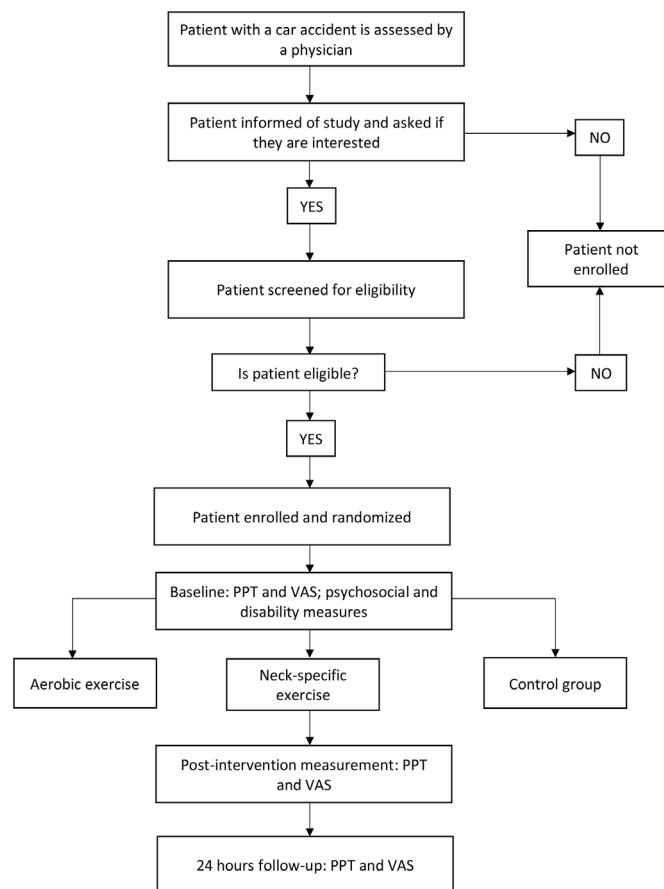 Patient with a car accident is assessed by
a physician
Patient informed of study and asked if
they are interested
NO
YES
Patient not
enrolled
Patient screened for eligibility
Is patient eligible?
NO
YES
Patient enrolled and randomized
Baseline: PPT and VAS; psychosocial and
disability measures
Aerobic exercise
Neck-specific
exercise
Control group
Post-intervention measurement: PPT
and VAS
24 hours follow-up: PPT and VAS